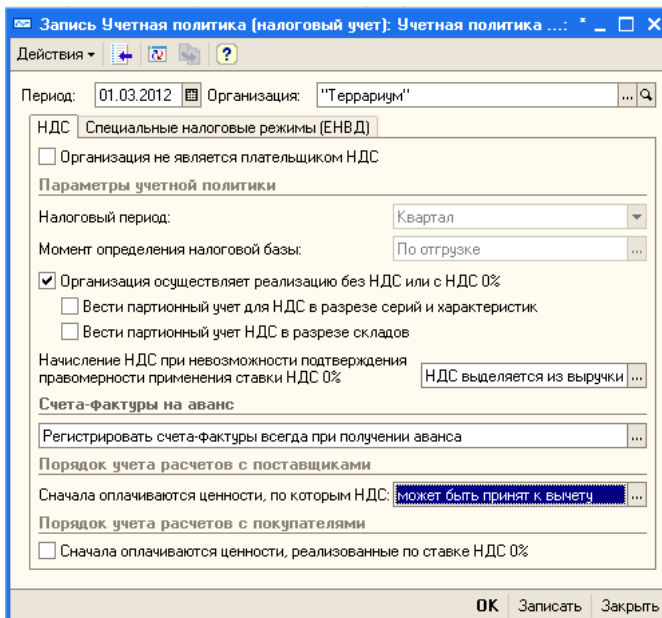 Запись Учетная политика (налоговый учет): Учетная политика ...: *
Действия
Период: 01.03.2012 Организация: "Террариум" ...
НДС Специальные налоговые режимы (ЕНВД)
Организация не является плательщиком НДС
Параметры учетной политики
Налоговый период: Квартал
Момент определения налоговой базы: По отгрузке ...
Организация осуществляет реализацию без НДС или с НДС 0%
Вести партионный учет для НДС в разрезе серий и характеристик
Вести партионный учет НДС в разрезе складов
Начисление НДС при невозможности подтверждения
правомерности применения ставки НДС 0% НДС выделяется из выручки ...
Счета-фактуры на аванс
Регистрировать счета-фактуры всегда при получении аванса ...
Порядок учета расчетов с поставщиками
Сначала оплачиваются ценности, по которым НДС: может быть принят к вычету ...
Порядок учета расчетов с покупателями
Сначала оплачиваются ценности, реализованные по ставке НДС 0%
ОК Записать Закрыть